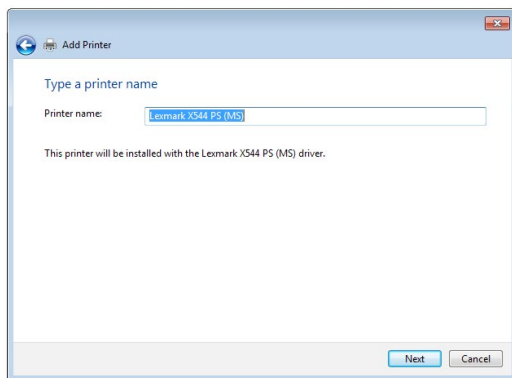 Add Printer
Type a printer name
Printer name: Lexmark X544 PS (MS)
This printer will be installed with the Lexmark X544 PS (MS) driver.
Next Cancel